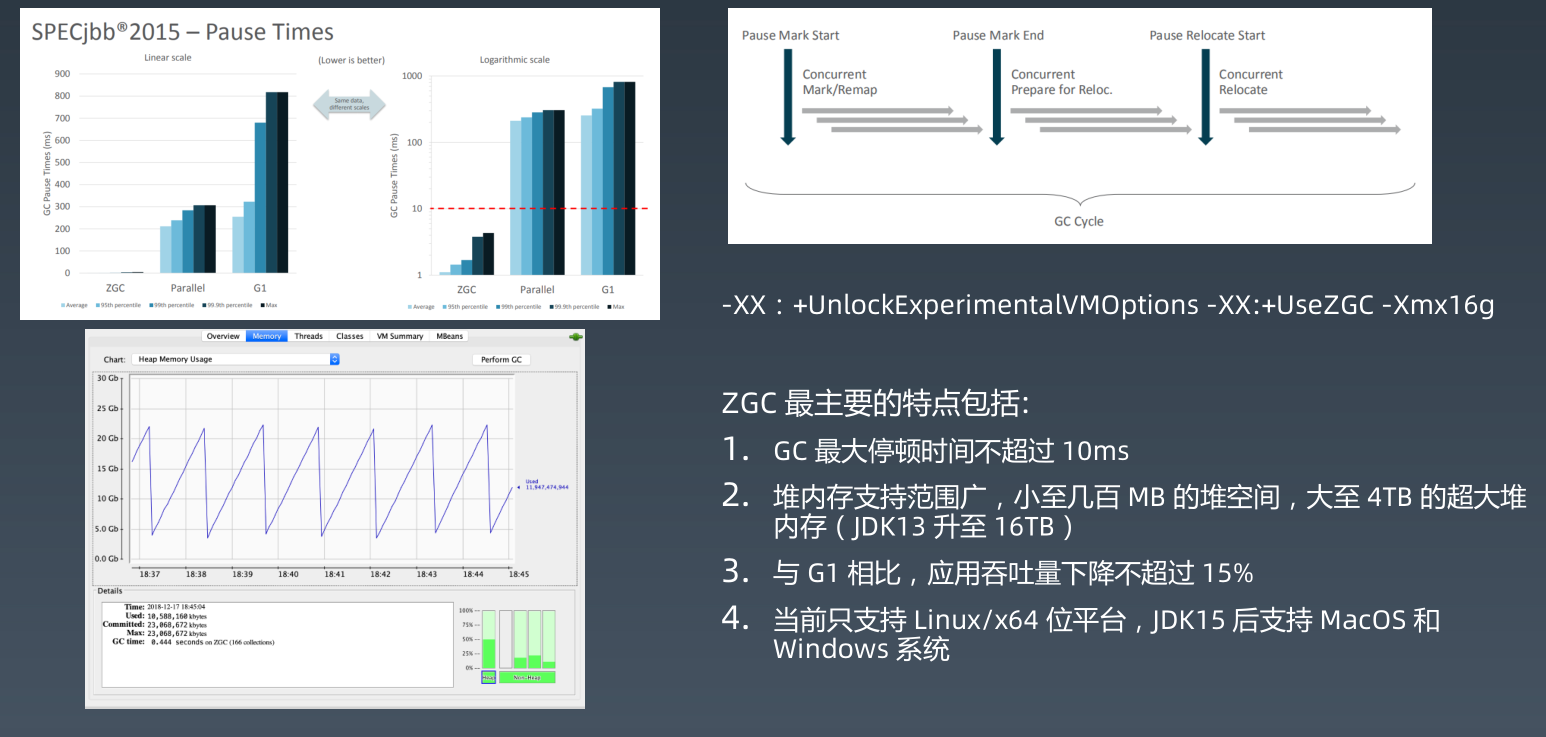 SPECjbb®2015 – Pause Times
Linear scale
(Lower is better)
Logarithmic scale
Same data,
different scales
GC Pause Times (ms)
900
800
700
600
500
400
300
200
100
0
ZGC Parallel G1
Average 95th percentile 99th percentile 99.9th percentile Max
GC Pause Times (ms)
1000
100
10
1
ZGC Parallel G1
Average 95th percentile 99th percentile 99.9th percentile Max
Pause Mark Start
Pause Mark End
Pause Relocate Start
Concurrent
Mark/Remap
Concurrent
Prepare for Reloc.
Concurrent
Relocate
GC Cycle
Overview Memory Threads Classes VM Summary MBeans
Chart: Heap Memory Usage
Perform GC
30 Gb
25 Gb
20 Gb
15 Gb
10 Gb
5.0 Gb
0.0 Gb
Used
11,947,474,944
18:37 18:38 18:39 18:40 18:41 18:42 18:43 18:44 18:45
Details
Time: 2018-12-17 18:45:04
Used: 10,588,160 kbytes
Committed: 23,068,672 kbytes
Max: 23,068,672 kbytes
GC time: 0.444 seconds on ZGC (166 collections)
100%
75%
50%
25%
0%
Heap
Non-Heap
-XX：+UnlockExperimentalVMOptions -XX:+UseZGC -Xmx16g
ZGC 最主要的特点包括:
1. GC 最大停顿时间不超过 10ms
2. 堆内存支持范围广，小至几百 MB 的堆空间，大至 4TB 的超大堆
内存（JDK13 升至 16TB）
3. 与 G1 相比，应用吞吐量下降不超过 15%
4. 当前只支持 Linux/x64 位平台，JDK15 后支持 MacOS 和
Windows 系统